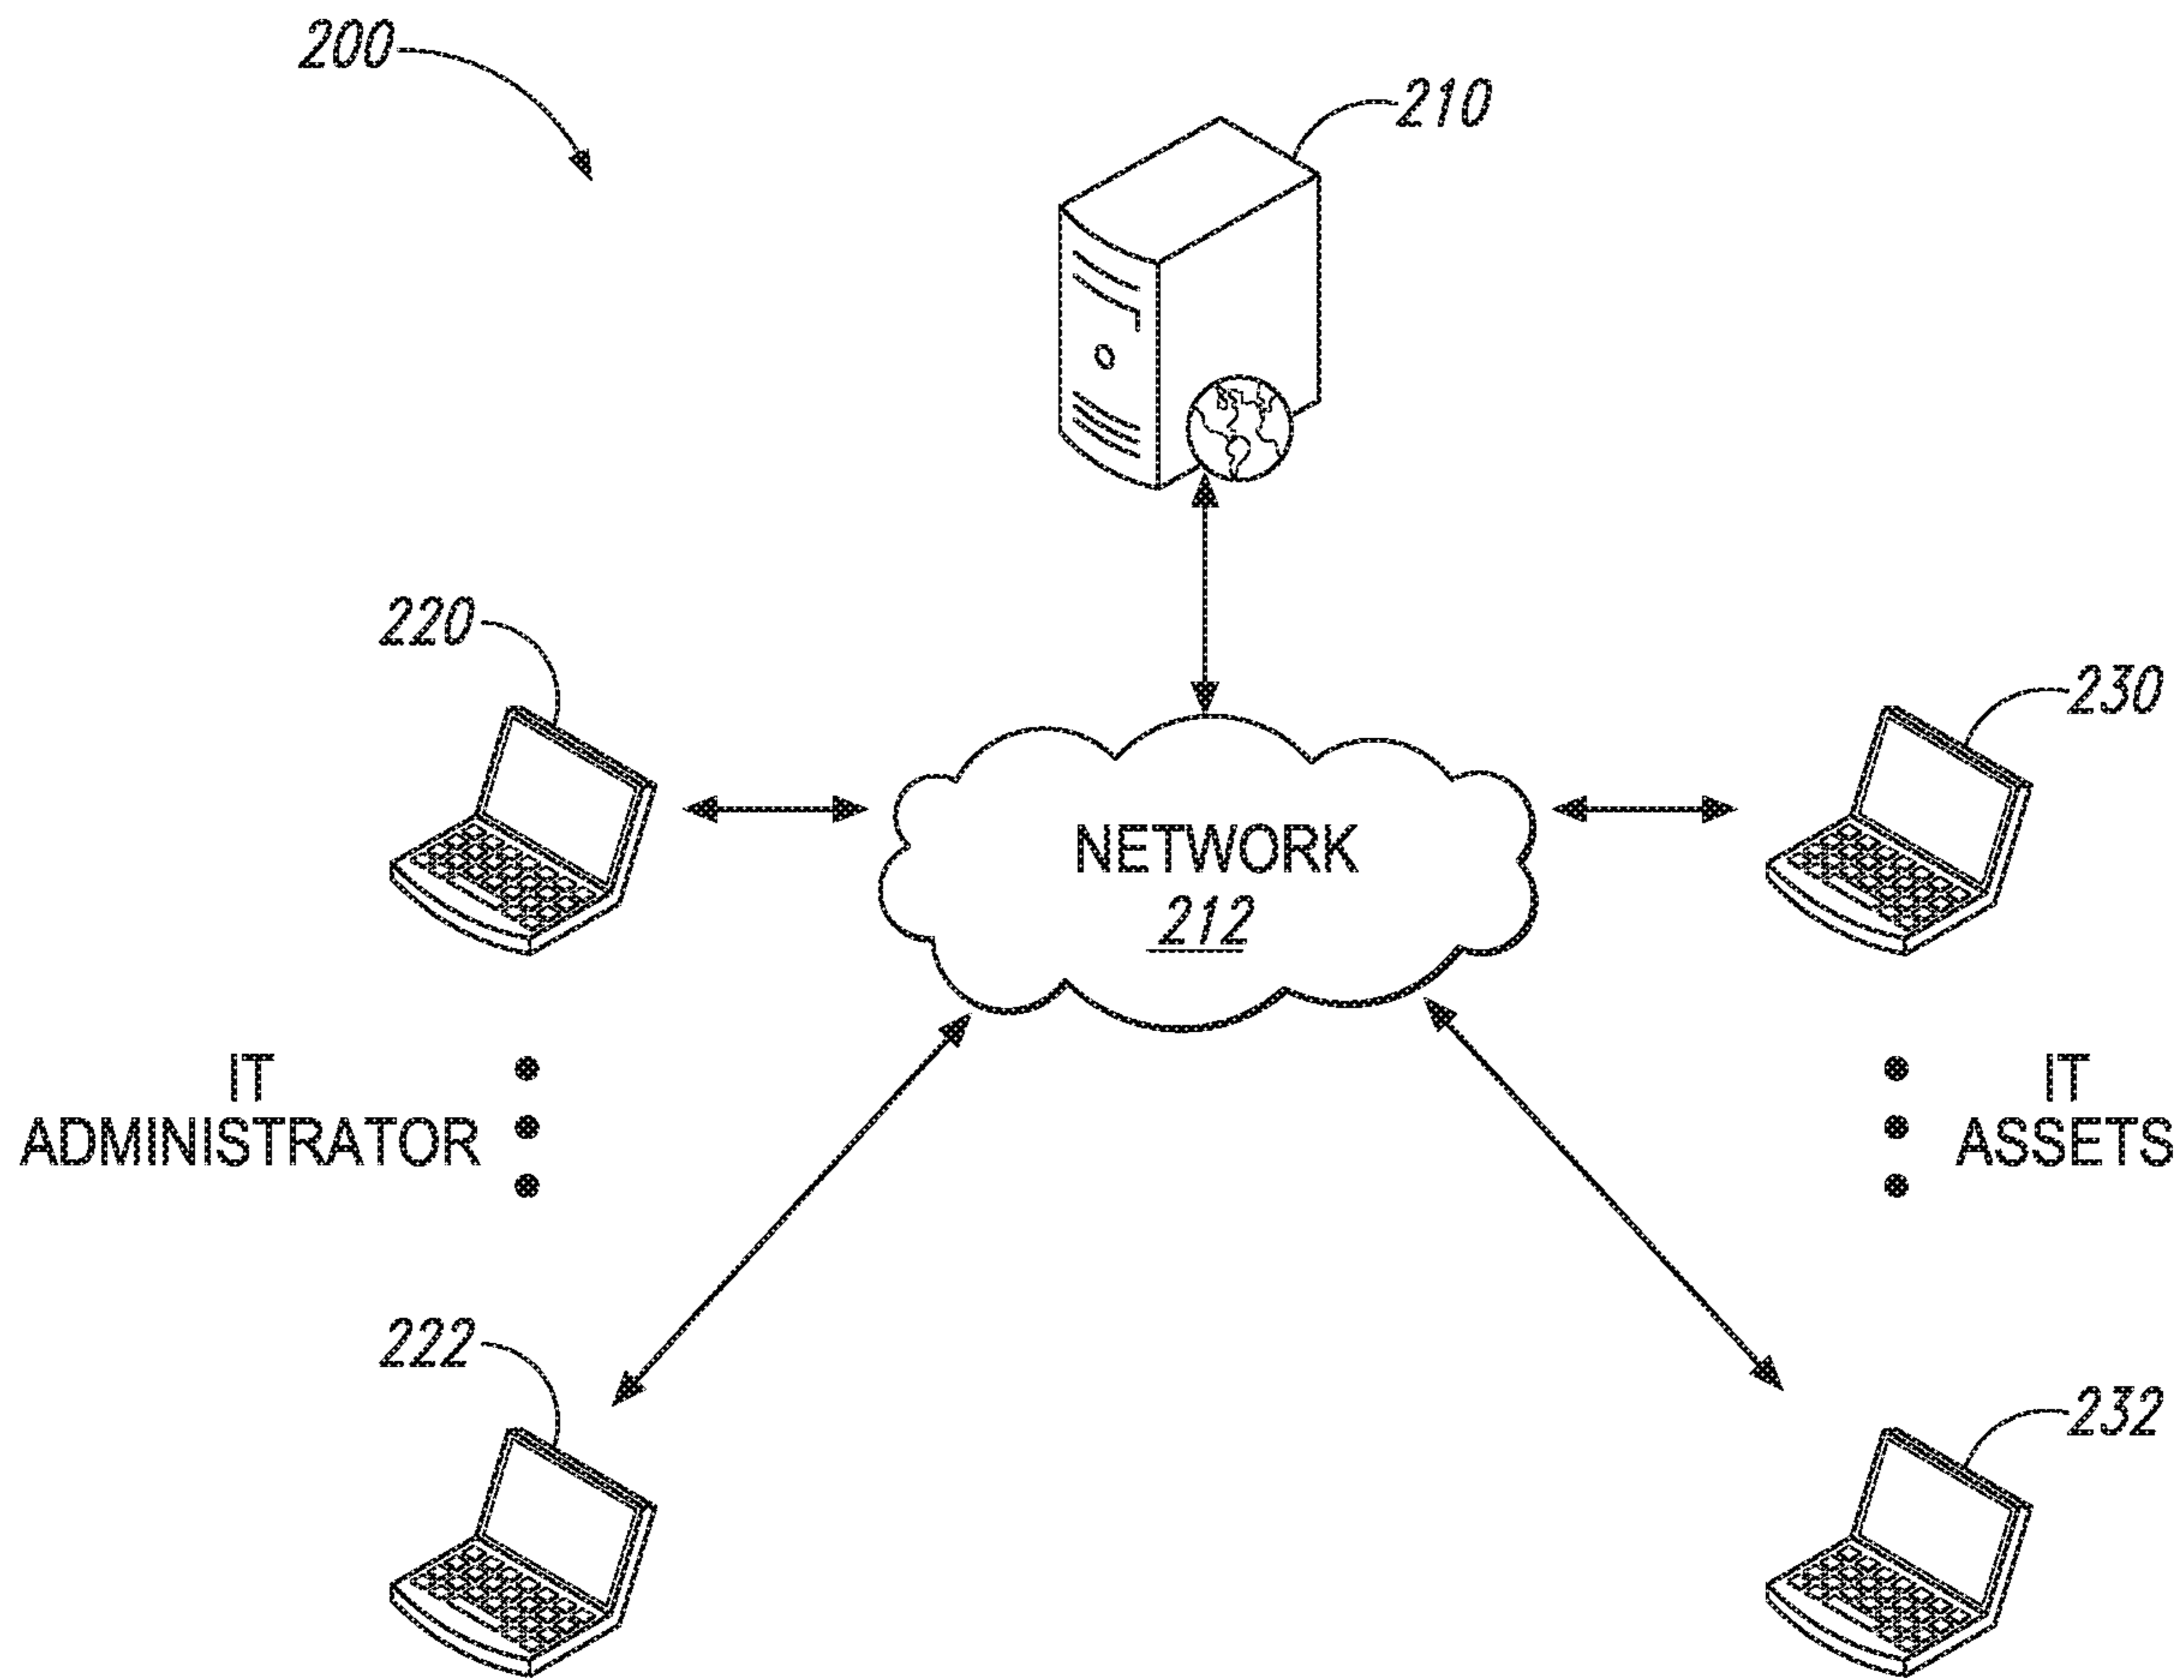 200
210
220
230
NETWORK
212
IT
ADMINISTRATOR
IT
ASSETS
222
232